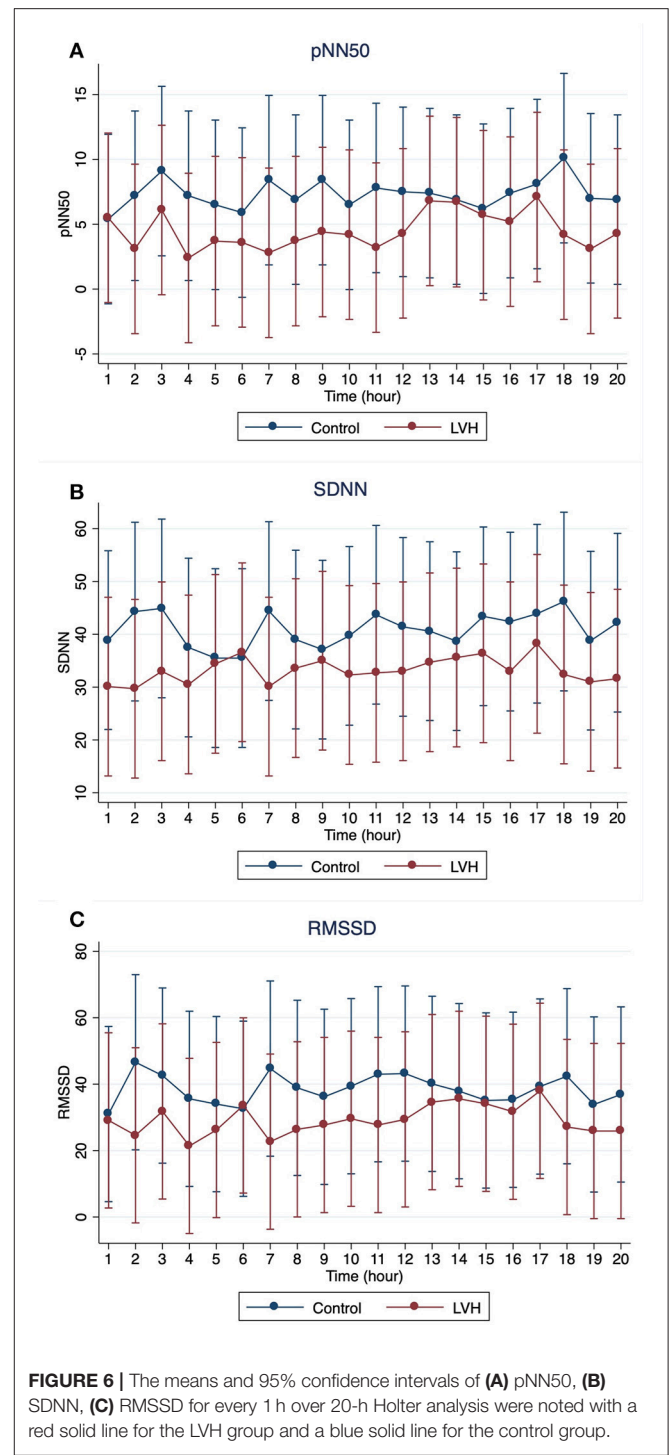 A
pNN50
pNN50
15
10
5
0
-5
1 2 3 4 5 6 7 8 9 10 11 12 13 14 15 16 17 18 19 20
Time (hour)
Control LVH
B
SDNN
SDNN
60
50
40
30
20
10
1 2 3 4 5 6 7 8 9 10 11 12 13 14 15 16 17 18 19 20
Time (hour)
Control LVH
C
RMSSD
RMSSD
80
60
40
20
0
1 2 3 4 5 6 7 8 9 10 11 12 13 14 15 16 17 18 19 20
Time (hour)
Control LVH
FIGURE 6 | The means and 95% confidence intervals of (A) pNN50, (B)
SDNN, (C) RMSSD for every 1 h over 20-h Holter analysis were noted with a
red solid line for the LVH group and a blue solid line for the control group.